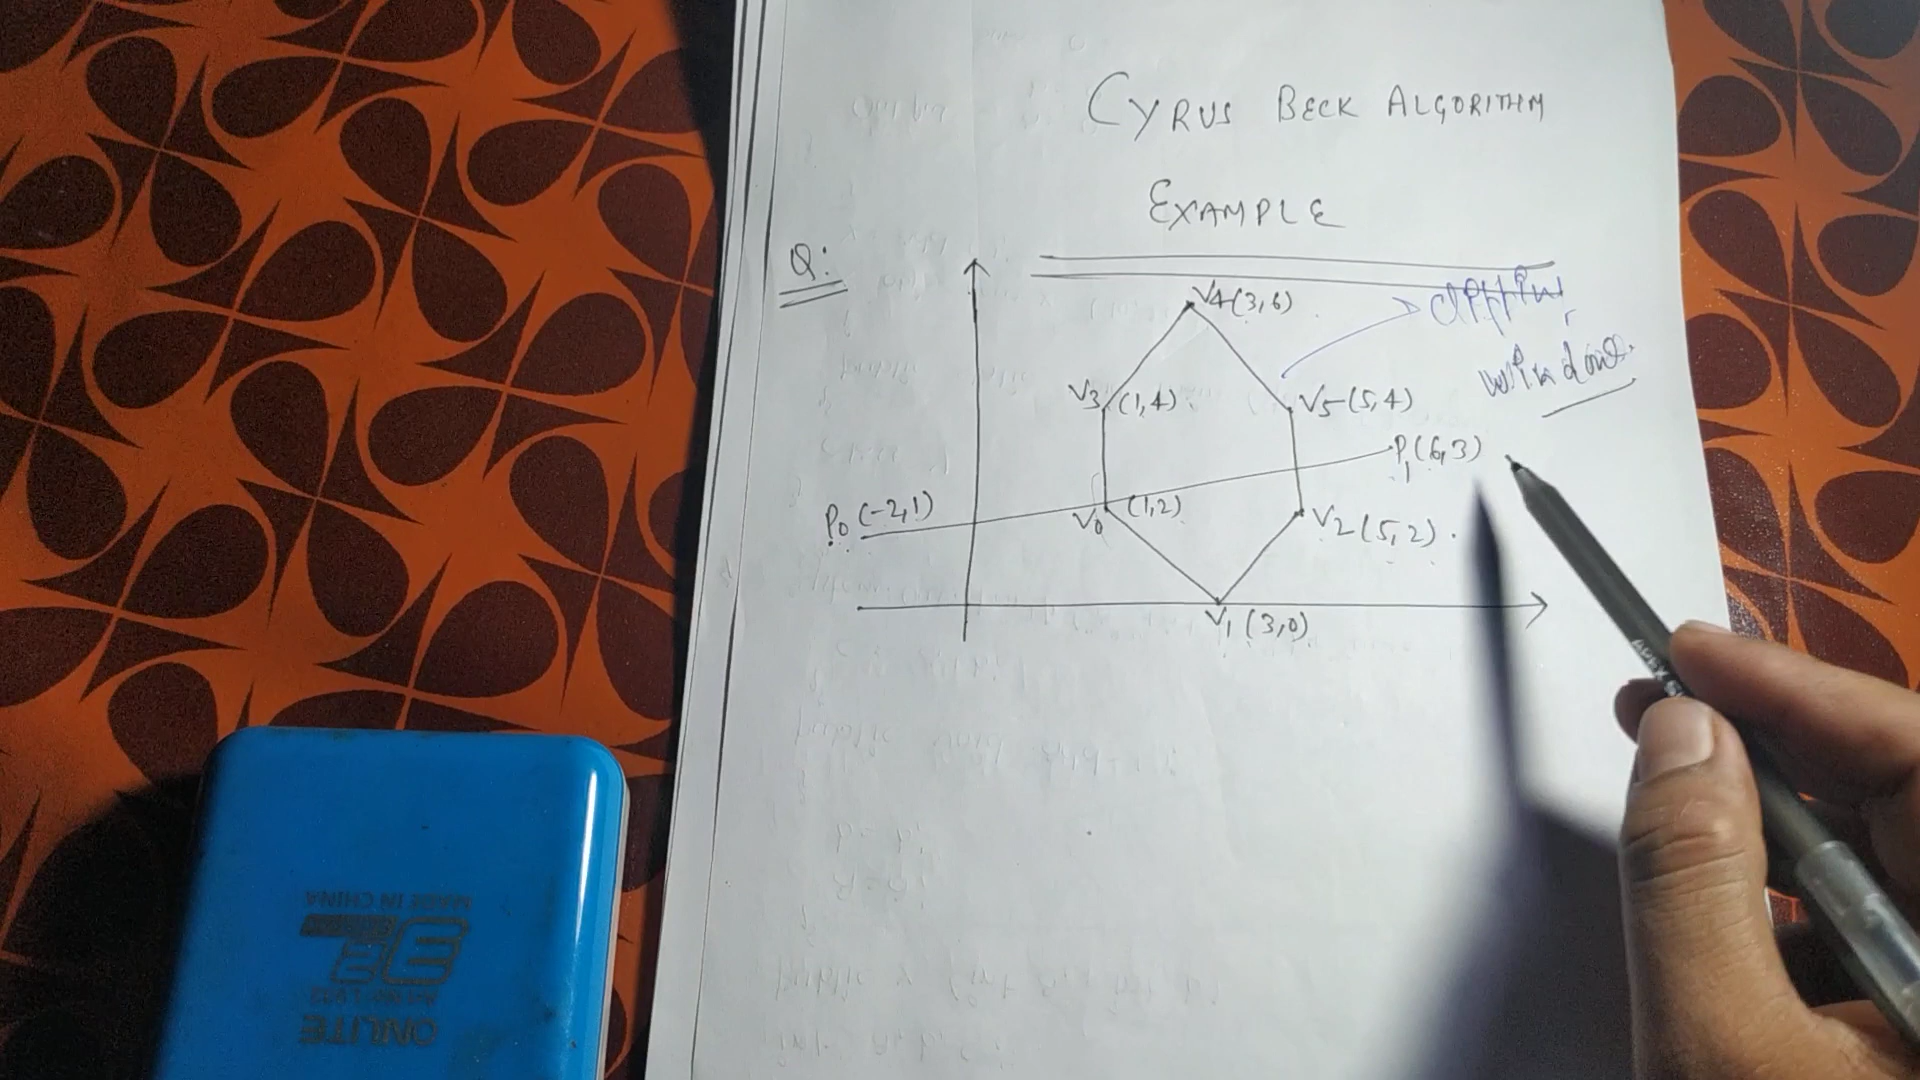 CYRUS BECK ALGORITHM
EXAMPLE
Q:
V4(3,6)
clipping
window.
V3 (1,4)
V5(5,4)
P1(6,3)
P0(-2,1)
V0 (1,2)
V2(5,2).
V1(3,0)
MADE IN CHINA
ONLITE